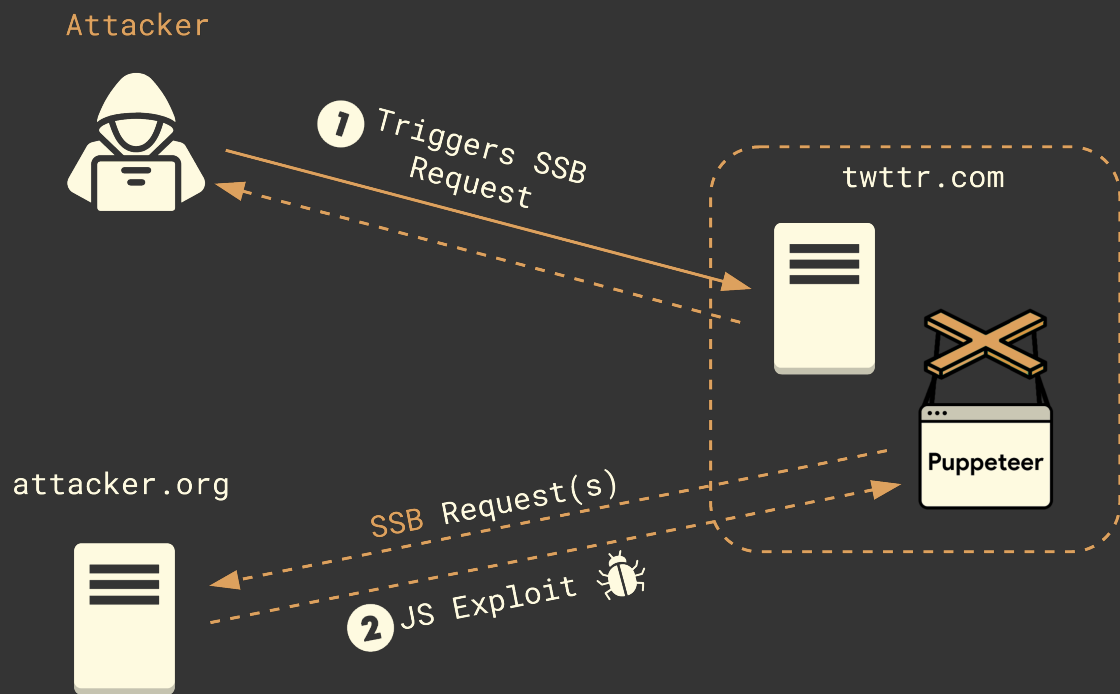 Attacker
1
Triggers SSB
Request
twttr.com
Puppeteer
attacker.org
SSB Request(s)
2
JS Exploit